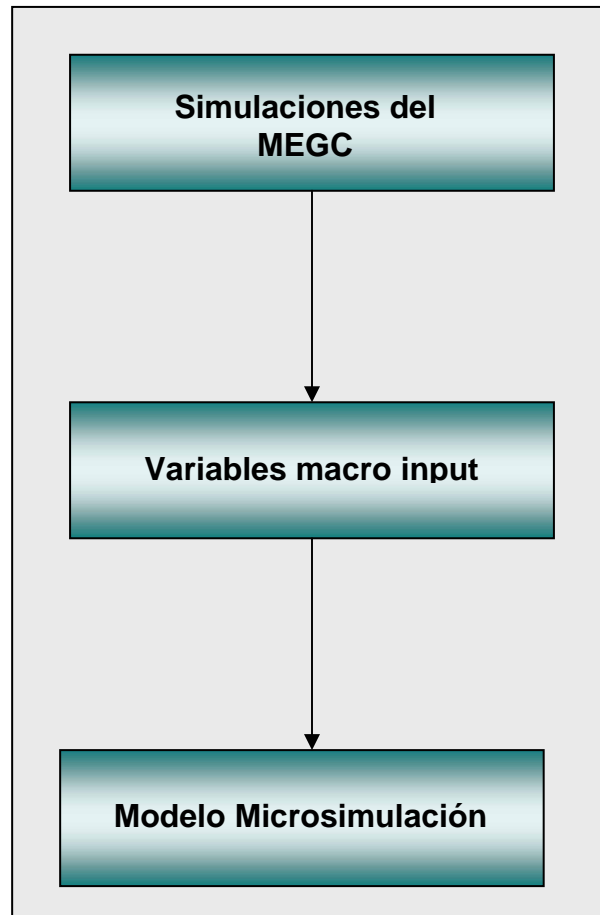 Simulaciones del
MEGC
Variables macro input
Modelo Microsimulación